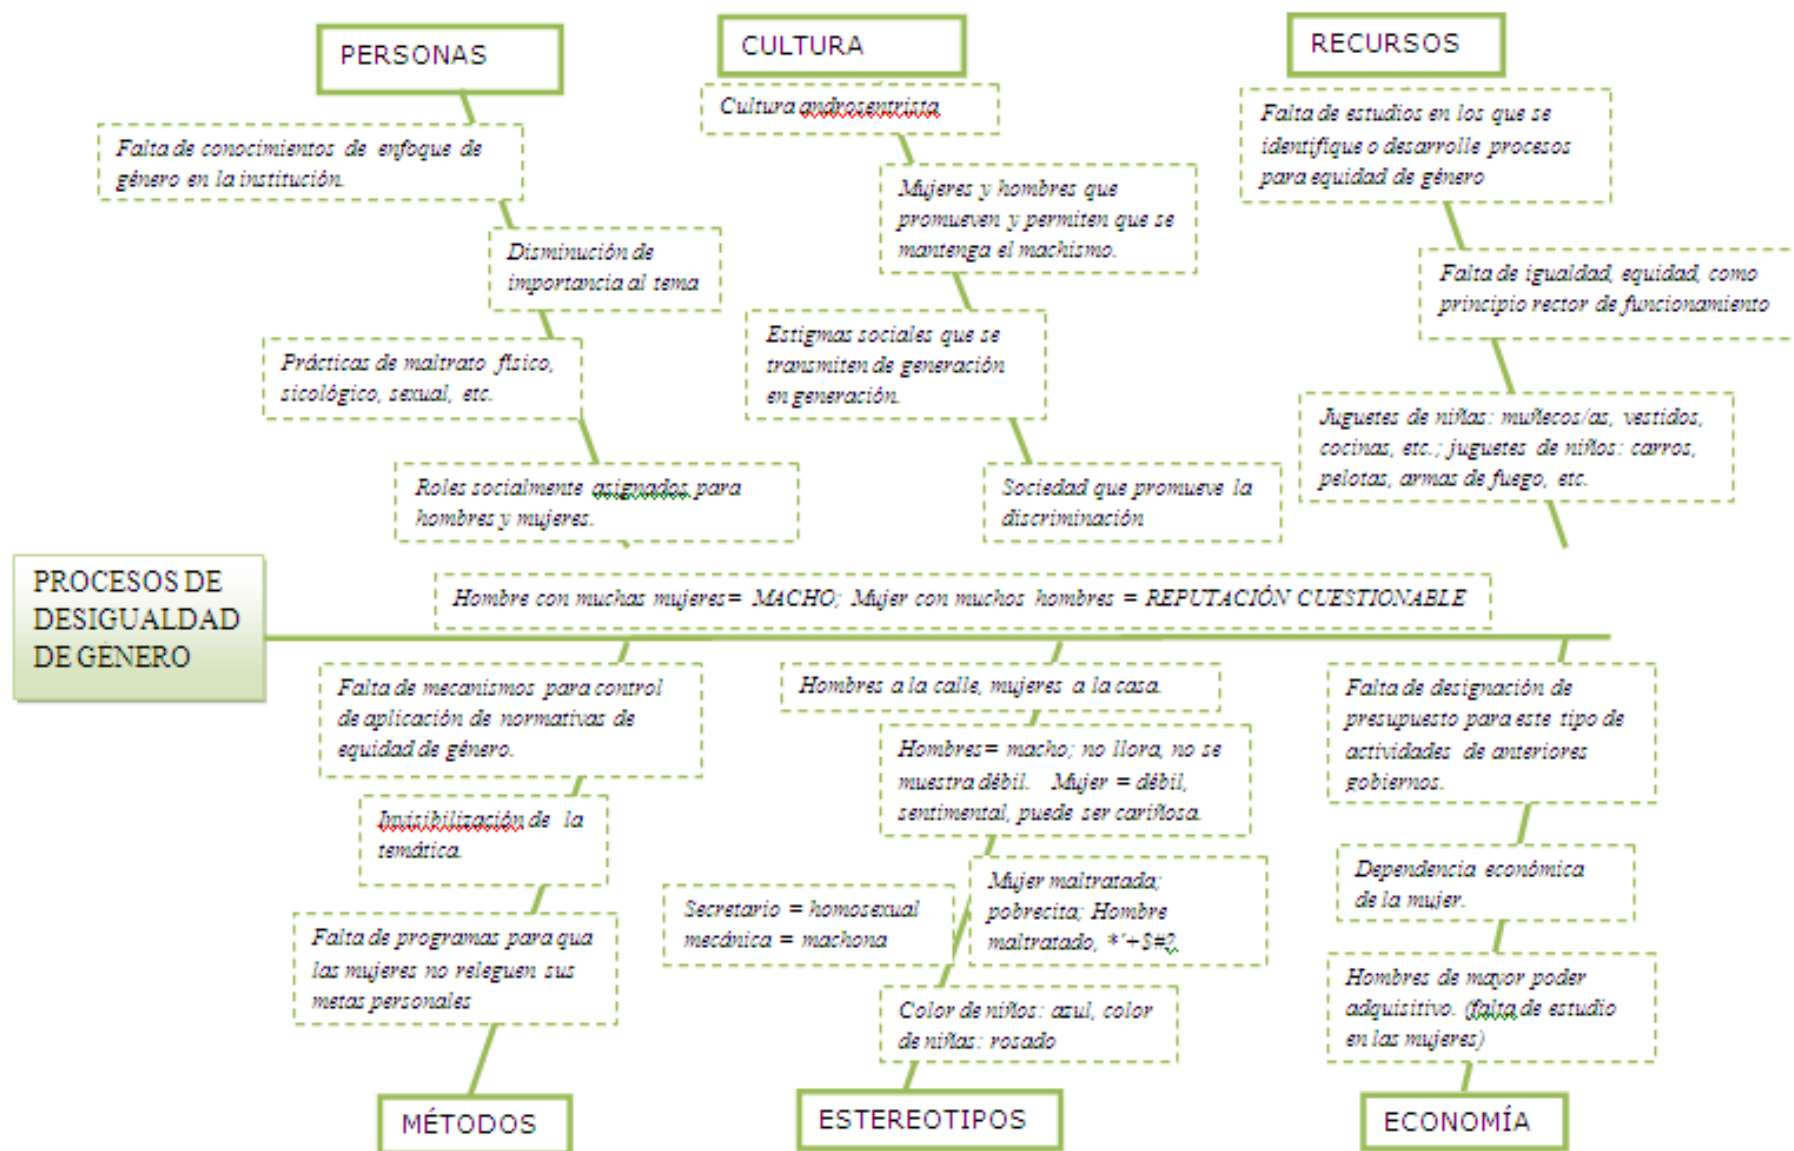 PERSONAS
Falta de conocimientos de enfoque de
género en la institución.
Disminución de
importancia al tema
Prácticas de maltrato físico,
sicológico, sexual, etc.
Roles socialmente asignados para
hombres y mujeres.
CULTURA
Cultura androsentrista
Mujeres y hombres que
promueven y permiten que se
mantenga el machismo.
Estigmas sociales que se
transmiten de generación
en generación.
Sociedad que promueve la
discriminación
RECURSOS
Falta de estudios en los que se
identifique o desarrolle procesos
para equidad de género
Falta de igualdad, equidad, como
principio rector de funcionamiento
Juguetes de niñas: muñecos/as, vestidos,
cocinas, etc.; juguetes de niños: carros,
pelotas, armas de fuego, etc.
PROCESOS DE
DESIGUALDAD
DE GÉNERO
Hombre con muchas mujeres= MACHO; Mujer con muchos hombres = REPUTACIÓN CUESTIONABLE
Falta de mecanismos para control
de aplicación de normativas de
equidad de género.
Invisibilización de la
temática.
Falta de programas para qua
las mujeres no releguen sus
metas personales
MÉTODOS
Hombres a la calle, mujeres a la casa.
Hombres= macho; no llora, no se
muestra débil. Mujer = débil,
sentimental, puede ser cariñosa.
Mujer maltratada;
pobrecita; Hombre
maltratado, *´+$#?
Secretario = homosexual
mecánica = machona
Color de niños: azul, color
de niñas: rosado
ESTEREOTIPOS
Falta de designación de
presupuesto para este tipo de
actividades de anteriores
gobiernos.
Dependencia económica
de la mujer.
Hombres de mayor poder
adquisitivo. (falta de estudio
en las mujeres)
ECONOMÍA